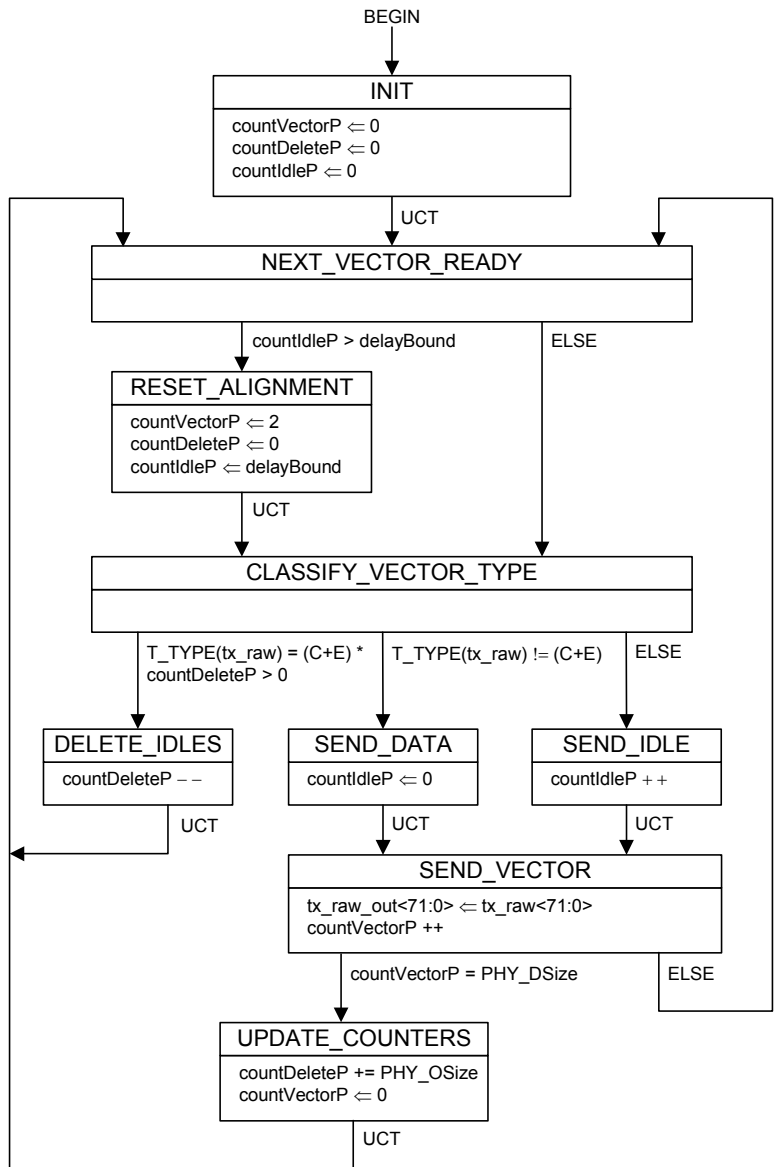 BEGIN
INIT
countVectorP ⇐ 0
countDeleteP ⇐ 0
countIdleP ⇐ 0
UCT
NEXT_VECTOR_READY
countIdleP > delayBound
ELSE
RESET_ALIGNMENT
countVectorP ⇐ 2
countDeleteP ⇐ 0
countIdleP ⇐ delayBound
UCT
CLASSIFY_VECTOR_TYPE
T_TYPE(tx_raw) = (C+E) *
countDeleteP > 0
T_TYPE(tx_raw) != (C+E)
ELSE
DELETE_IDLES
countDeleteP − −
UCT
SEND_DATA
countIdleP ⇐ 0
UCT
SEND_IDLE
countIdleP + +
UCT
SEND_VECTOR
tx_raw_out<71:0> ⇐ tx_raw<71:0>
countVectorP ++
countVectorP = PHY_DSize
ELSE
UPDATE_COUNTERS
countDeleteP += PHY_OSize
countVectorP ⇐ 0
UCT